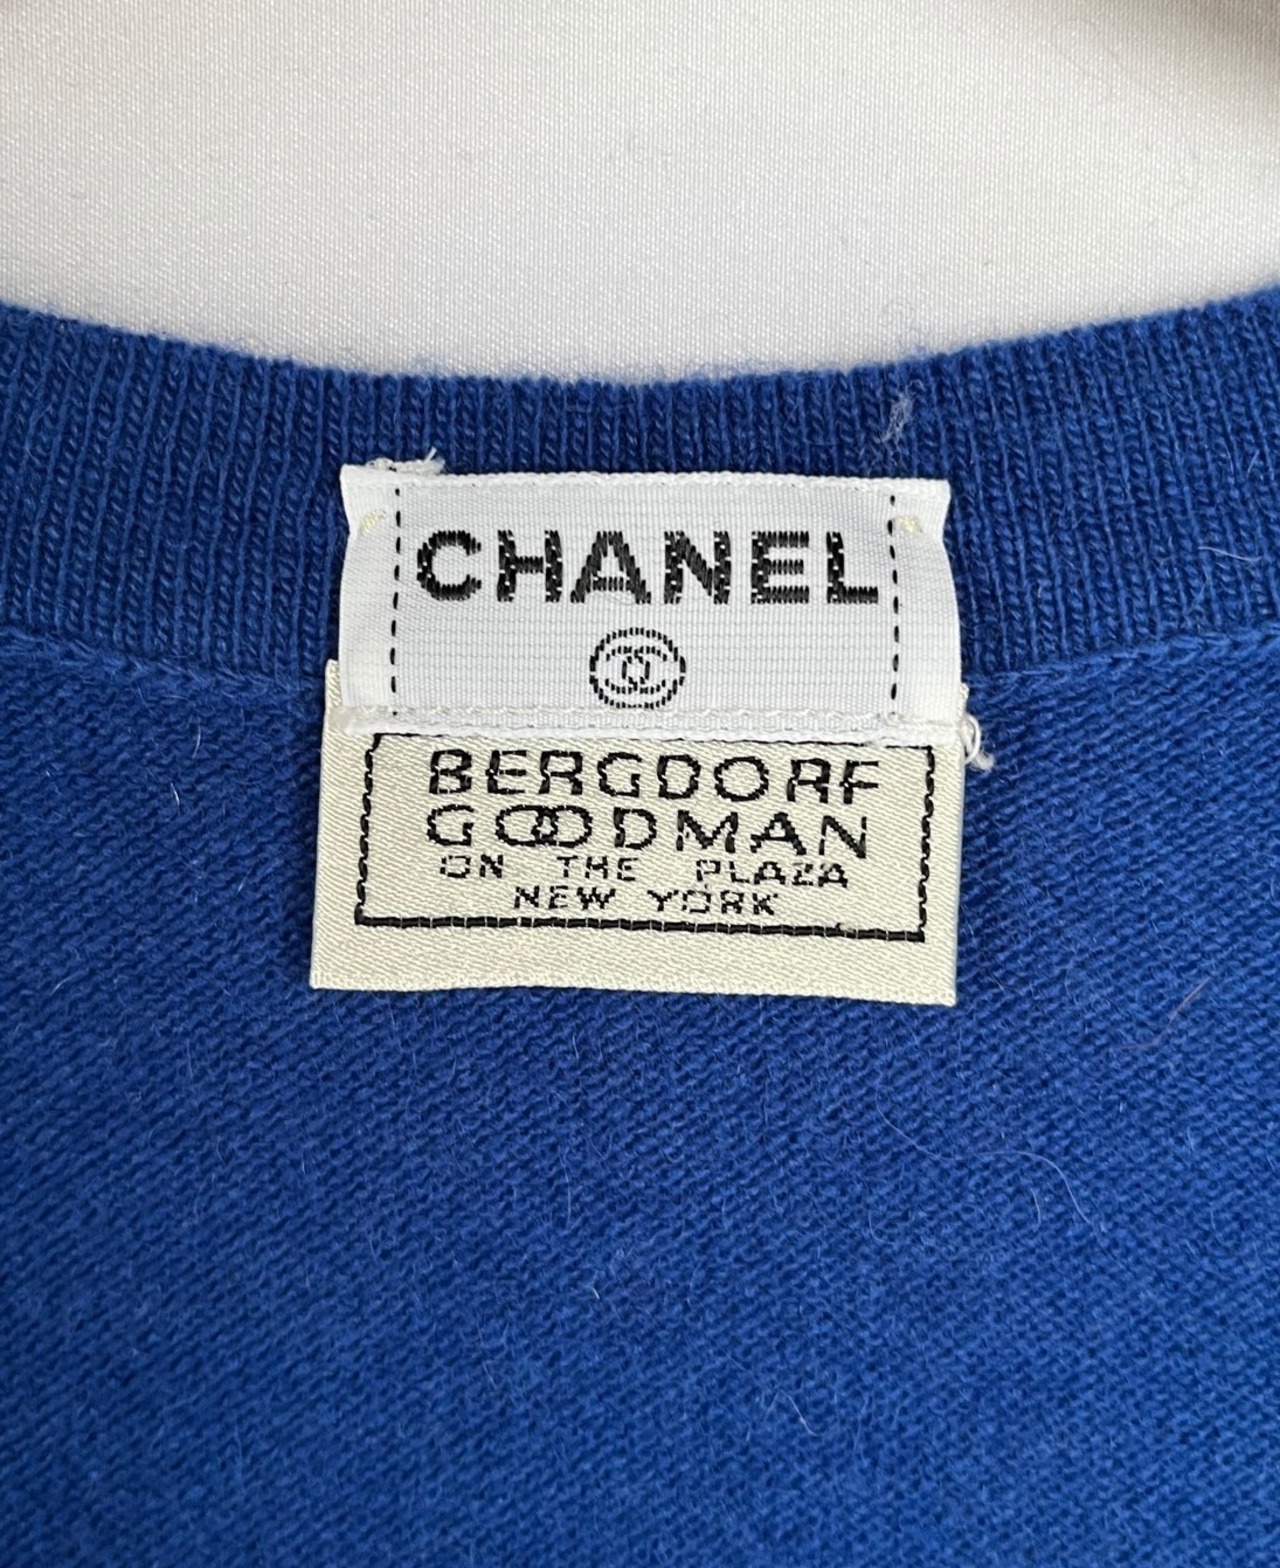 CHANEL
BERGDORF
GOODMAN
ON THE PLAZA
NEW YORK